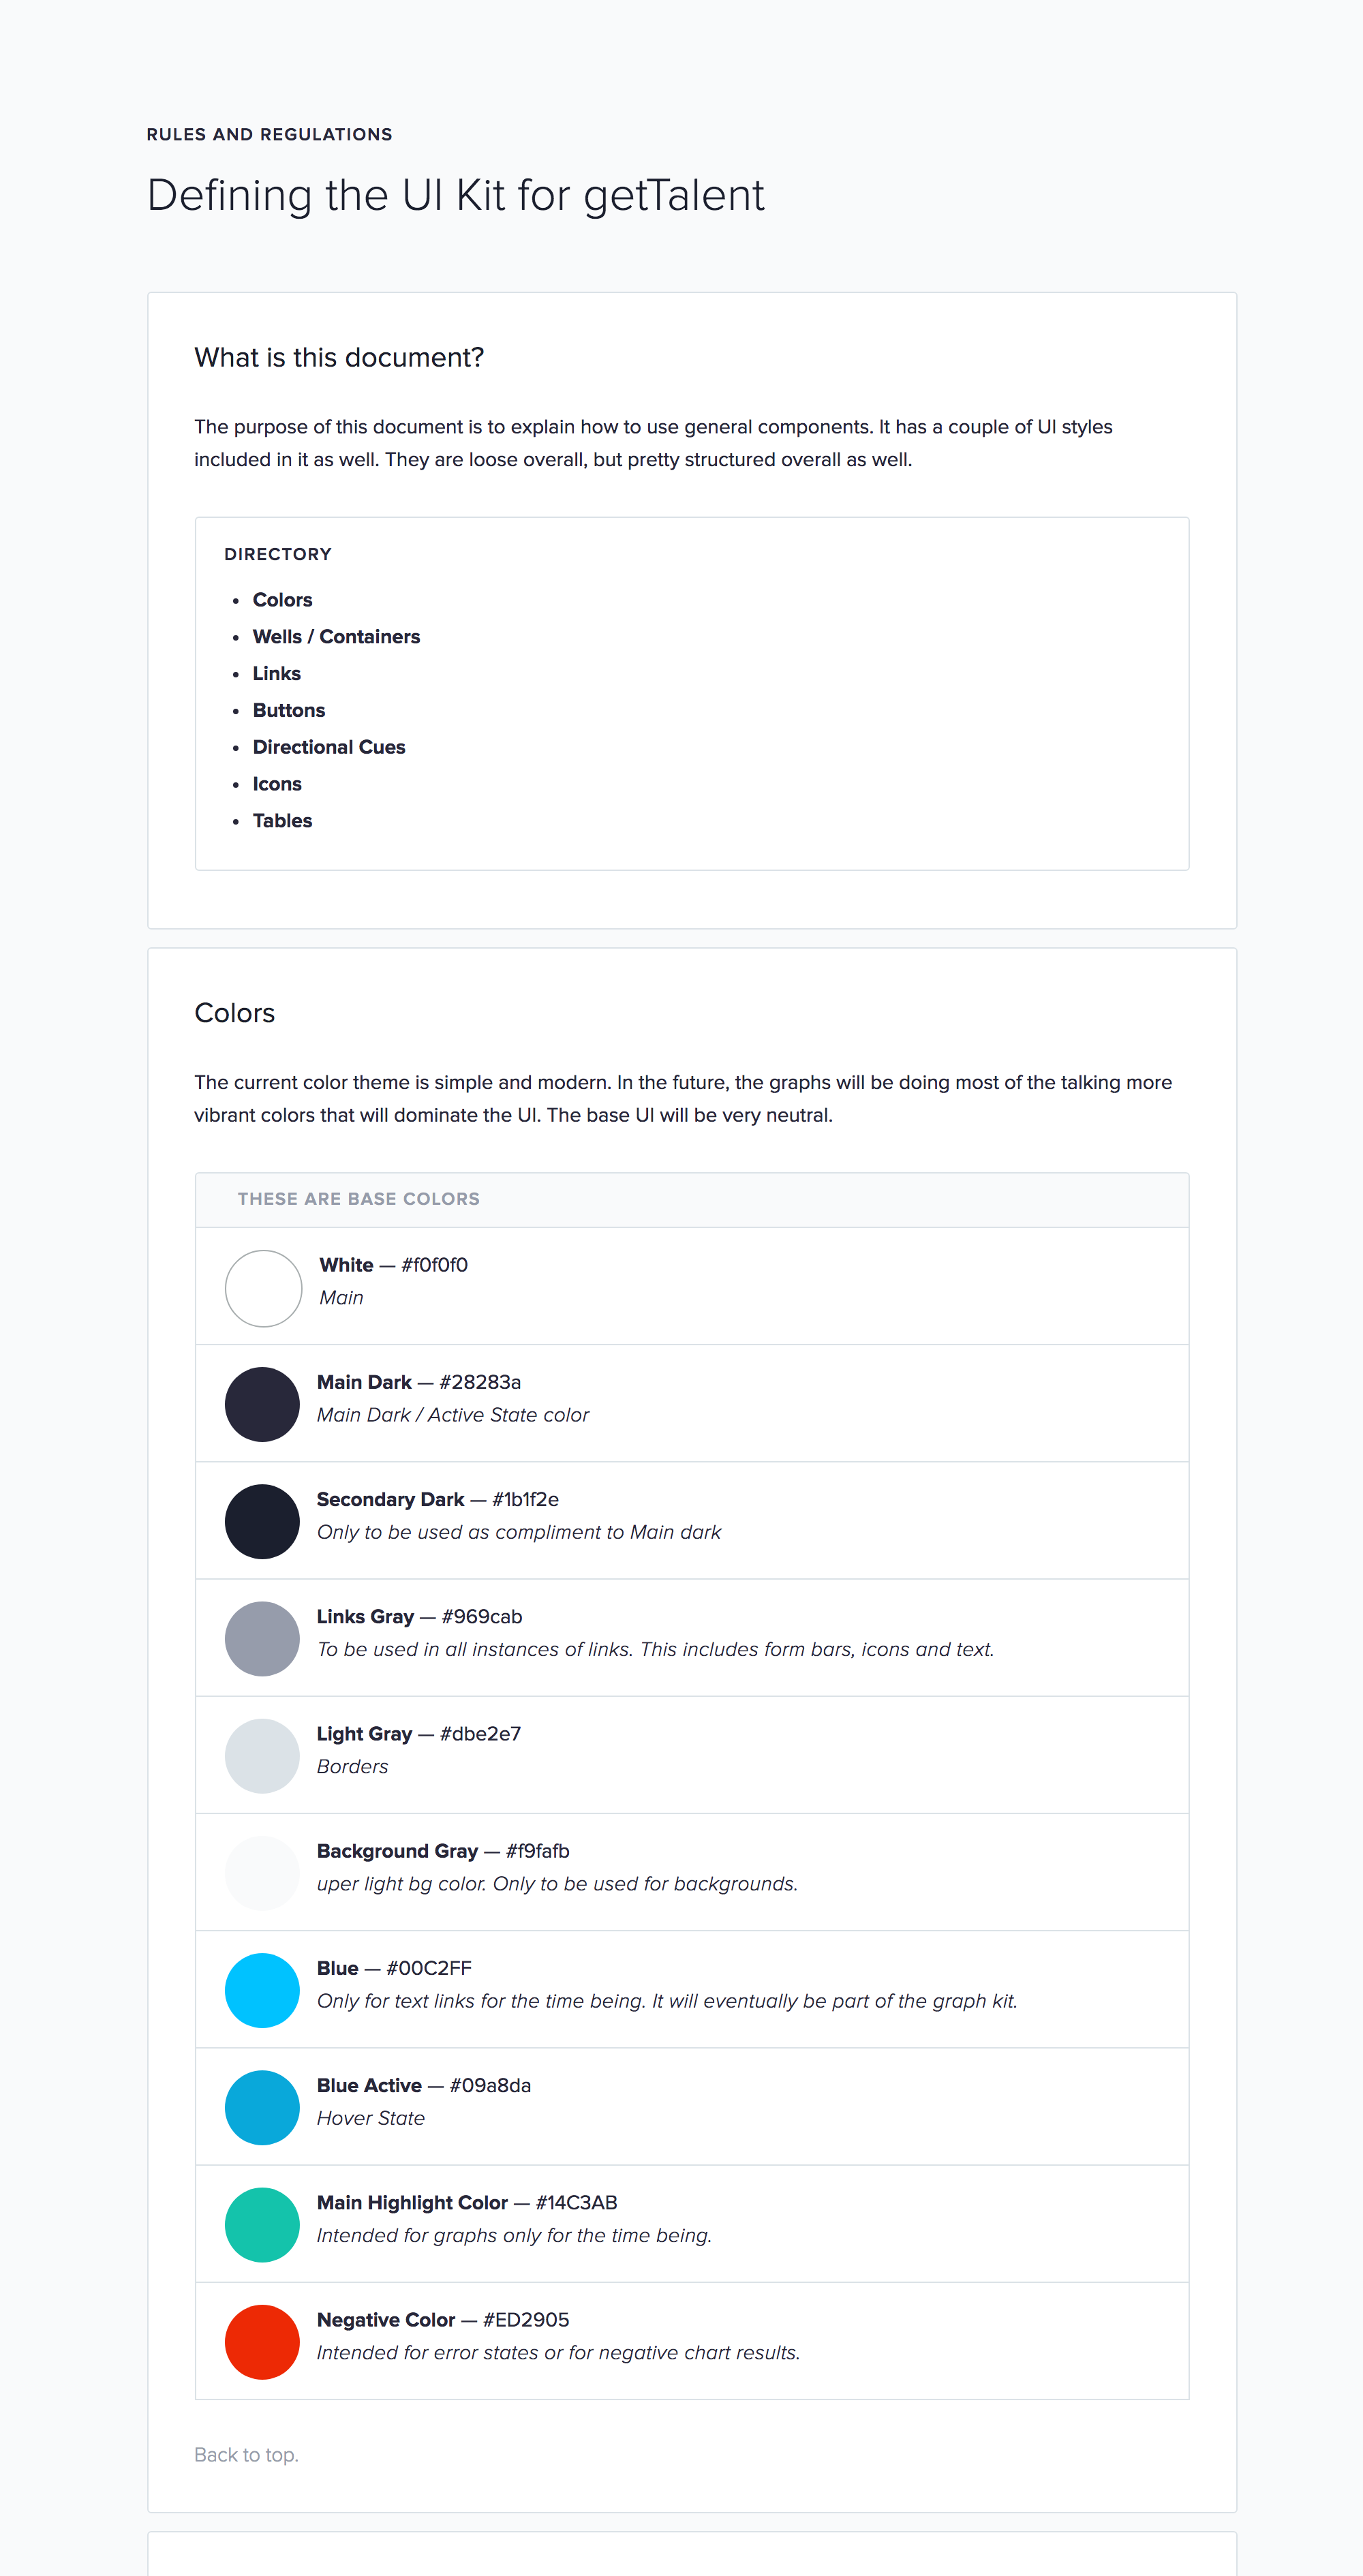 RULES AND REGULATIONS
Defining the UI Kit for getTalent
What is this document?
The purpose of this document is to explain how to use general components. It has a couple of UI styles
included in it as well. They are loose overall, but pretty structured overall as well.
DIRECTORY
• Colors
• Wells / Containers
• Links
• Buttons
• Directional Cues
• Icons
• Tables
Colors
The current color theme is simple and modern. In the future, the graphs will be doing most of the talking more
vibrant colors that will dominate the UI. The base UI will be very neutral.
THESE ARE BASE COLORS
White — #f0f0f0
Main
Main Dark — #28283a
Main Dark / Active State color
Secondary Dark — #1b1f2e
Only to be used as compliment to Main dark
Links Gray — #969cab
To be used in all instances of links. This includes form bars, icons and text.
Light Gray — #dbe2e7
Borders
Background Gray — #f9fafb
uper light bg color. Only to be used for backgrounds.
Blue — #00C2FF
Only for text links for the time being. It will eventually be part of the graph kit.
Blue Active — #09a8da
Hover State
Main Highlight Color — #14C3AB
Intended for graphs only for the time being.
Negative Color — #ED2905
Intended for error states or for negative chart results.
Back to top.